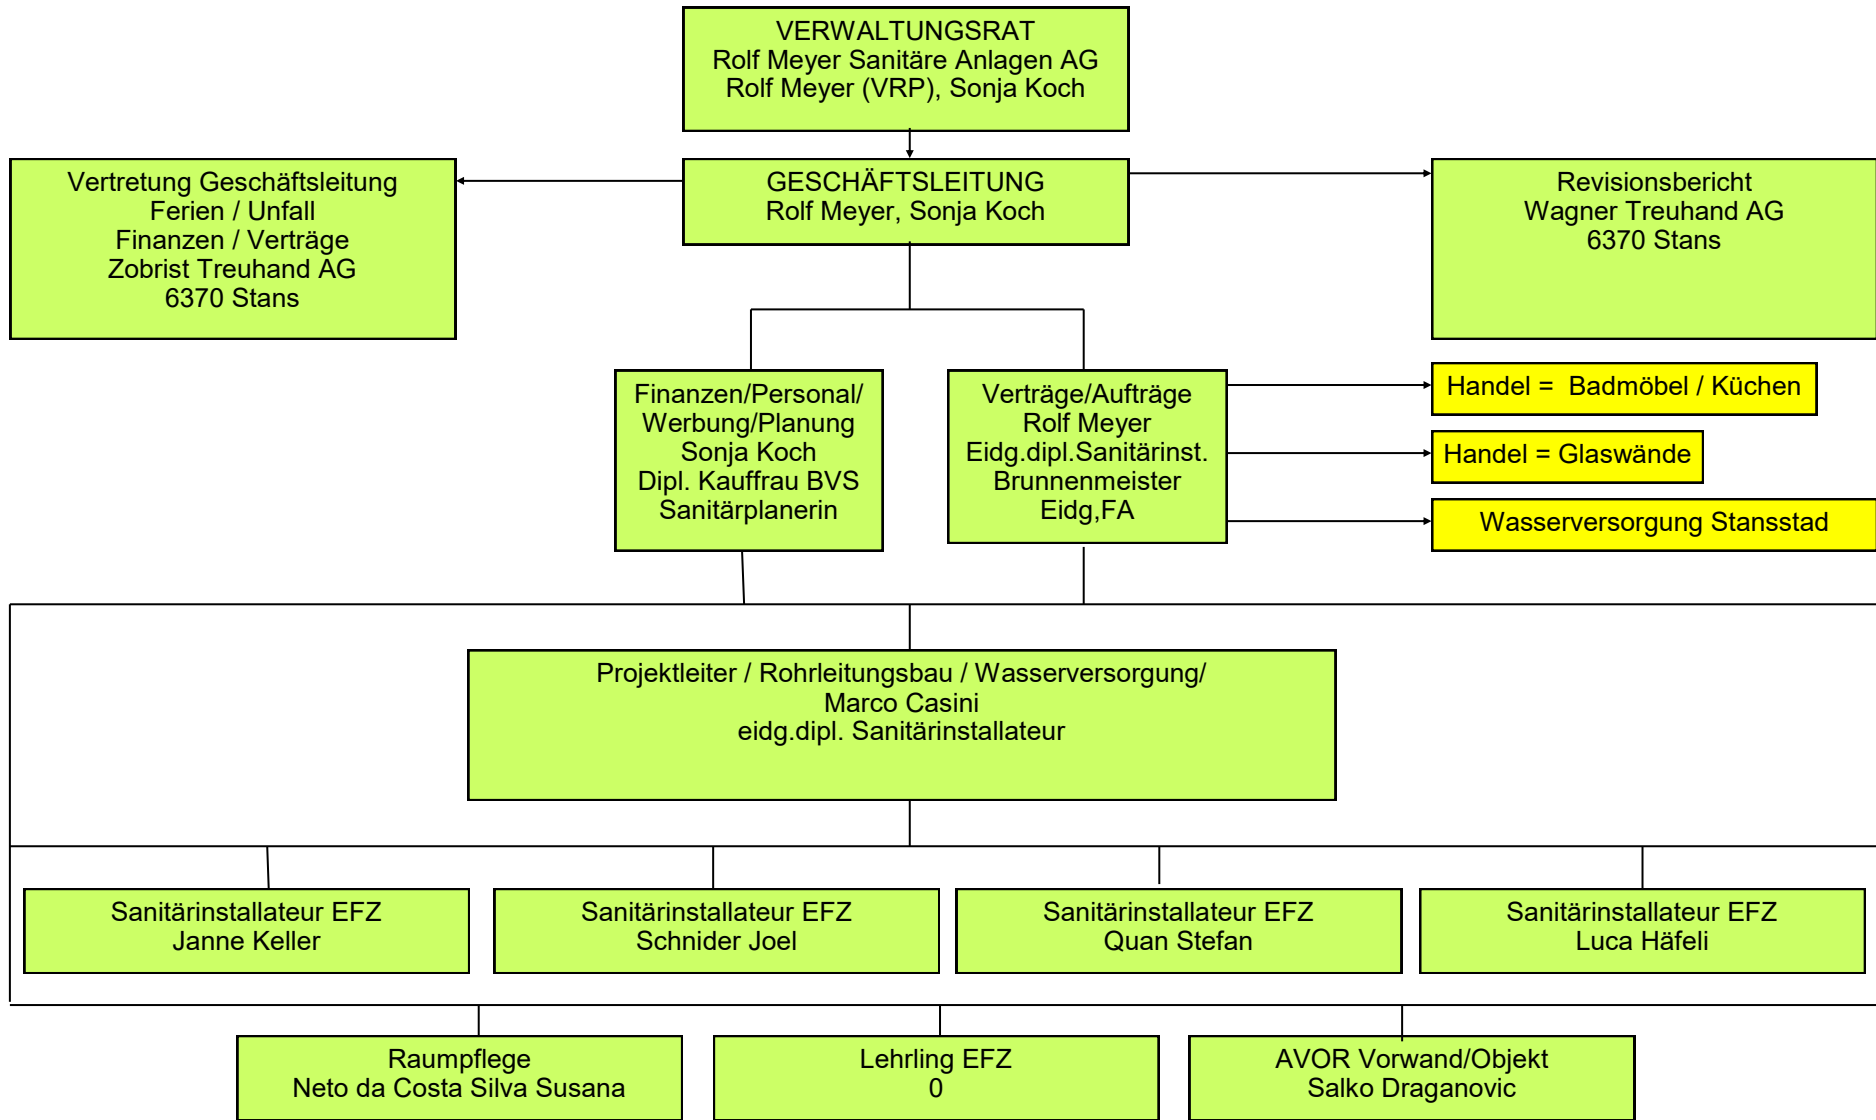 VERWALTUNGSRAT
Rolf Meyer Sanitäre Anlagen AG
Rolf Meyer (VRP), Sonja Koch
Vertretung Geschäftsleitung
Ferien / Unfall
Finanzen / Verträge
Zobrist Treuhand AG
6370 Stans
GESCHÄFTSLEITUNG
Rolf Meyer, Sonja Koch
Revisionsbericht
Wagner Treuhand AG
6370 Stans
Finanzen/Personal/
Werbung/Planung
Sonja Koch
Dipl. Kauffrau BVS
Sanitärplanerin
Verträge/Aufträge
Rolf Meyer
Eidg.dipl.Sanitärinst.
Brunnenmeister
Eidg,FA
Handel =  Badmöbel / Küchen
Handel = Glaswände
Wasserversorgung Stansstad
Projektleiter / Rohrleitungsbau / Wasserversorgung/
Marco Casini
eidg.dipl. Sanitärinstallateur
Sanitärinstallateur EFZ
Janne Keller
Sanitärinstallateur EFZ
Schnider Joel
Sanitärinstallateur EFZ
Quan Stefan
Sanitärinstallateur EFZ
Luca Häfeli
Raumpflege
Neto da Costa Silva Susana
Lehrling EFZ
0
AVOR Vorwand/Objekt
Salko Draganovic